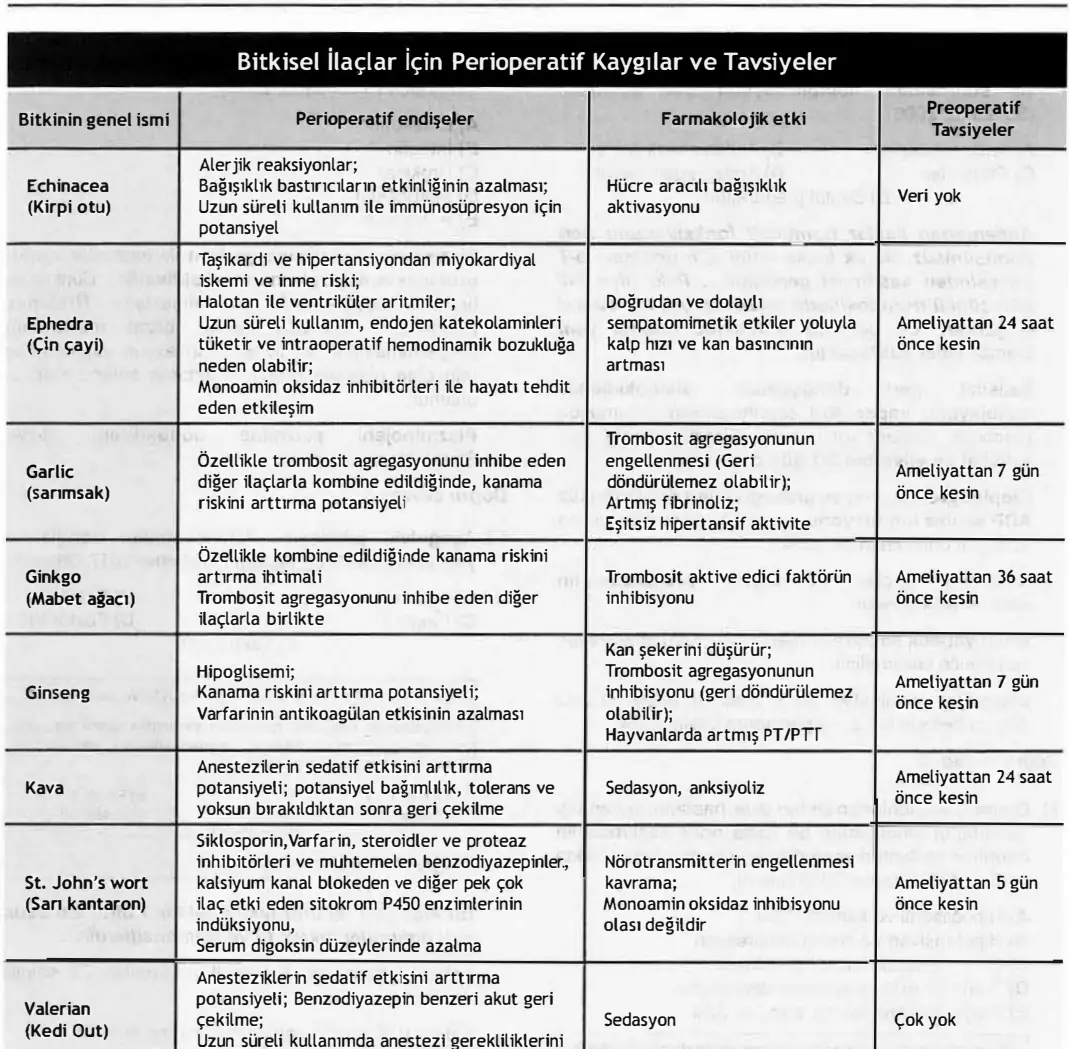 Bitkisel İlaçlar İçin Perioperatif Kaygılar ve Tavsiyeler
Bitkinin genel ismi
Perioperatif endişeler
Farmakolojik etki
Preoperatif
Tavsiyeler
Echinacea
(Kirpi otu)
Alerjik reaksiyonlar;
Bağışıklık bastırıcıların etkinliğinin azalması;
Uzun süreli kullanım ile immünosüpresyon için
potansiyel
Hücre aracılı bağışıklık
aktivasyonu
Veri yok
Ephedra
(Çin çayi)
Taşikardi ve hipertansiyondan miyokardiyal
iskemi ve inme riski;
Halotan ile ventriküler aritmiler;
Uzun süreli kullanım, endojen katekolaminleri
tüketir ve intraoperatif hemodinamik bozukluğa
neden olabilir;
Monoamin oksidaz inhibitörleri ile hayatı tehdit
eden etkileşim
Doğrudan ve dolaylı
sempatomimetik etkiler yoluyla
kalp hızı ve kan basıncının
artması
Ameliyattan 24 saat
önce kesin
Garlic
(sarımsak)
Özellikle trombosit agregasyonunu inhibe eden
diğer ilaçlarla kombine edildiğinde, kanama
riskini arttırma potansiyeli
Trombosit agregasyonunun
engellenmesi (Geri
döndürülemez olabilir);
Artmış fibrinoliz;
Eşitsiz hipertansif aktivite
Ameliyattan 7 gün
önce kesin
Ginkgo
(Mabet ağacı)
Özellikle kombine edildiğinde kanama riskini
artırma ihtimali
Trombosit agregasyonunu inhibe eden diğer
ilaçlarla birlikte
Trombosit aktive edici faktörün
inhibisyonu
Ameliyattan 36 saat
önce kesin
Ginseng
Hipoglisemi;
Kanama riskini arttırma potansiyeli;
Varfarinin antikoagülan etkisinin azalması
Kan şekerini düşürür;
Trombosit agregasyonunun
inhibisyonu (geri döndürülemez
olabilir);
Hayvanlarda artmış PT/PTT
Ameliyattan 7 gün
önce kesin
Kava
Anestezilerin sedatif etkisini arttırma
potansiyeli; potansiyel bağımlılık, tolerans ve
yoksun bırakıldıktan sonra geri çekilme
Sedasyon, anksiyoliz
Ameliyattan 24 saat
önce kesin
St. John's wort
(Sarı kantaron)
Siklosporin,Varfarin, steroidler ve proteaz
inhibitörleri ve muhtemelen benzodiyazepinler,
kalsiyum kanal blokeden ve diğer pek çok
ilaç etki eden sitokrom P450 enzimlerinin
indüksiyonu,
Serum digoksin düzeylerinde azalma
Nörotransmitterin engellenmesi
kavrama;
Monoamin oksidaz inhibisyonu
olası değildir
Ameliyattan 5 gün
önce kesin
Valerian
(Kedi Out)
Anesteziklerin sedatif etkisini artırma
potansiyeli; Benzodiyazepin benzeri akut geri
çekilme;
Uzun süreli kullanımda anestezi gerekliliklerini
Sedasyon
Çok yok